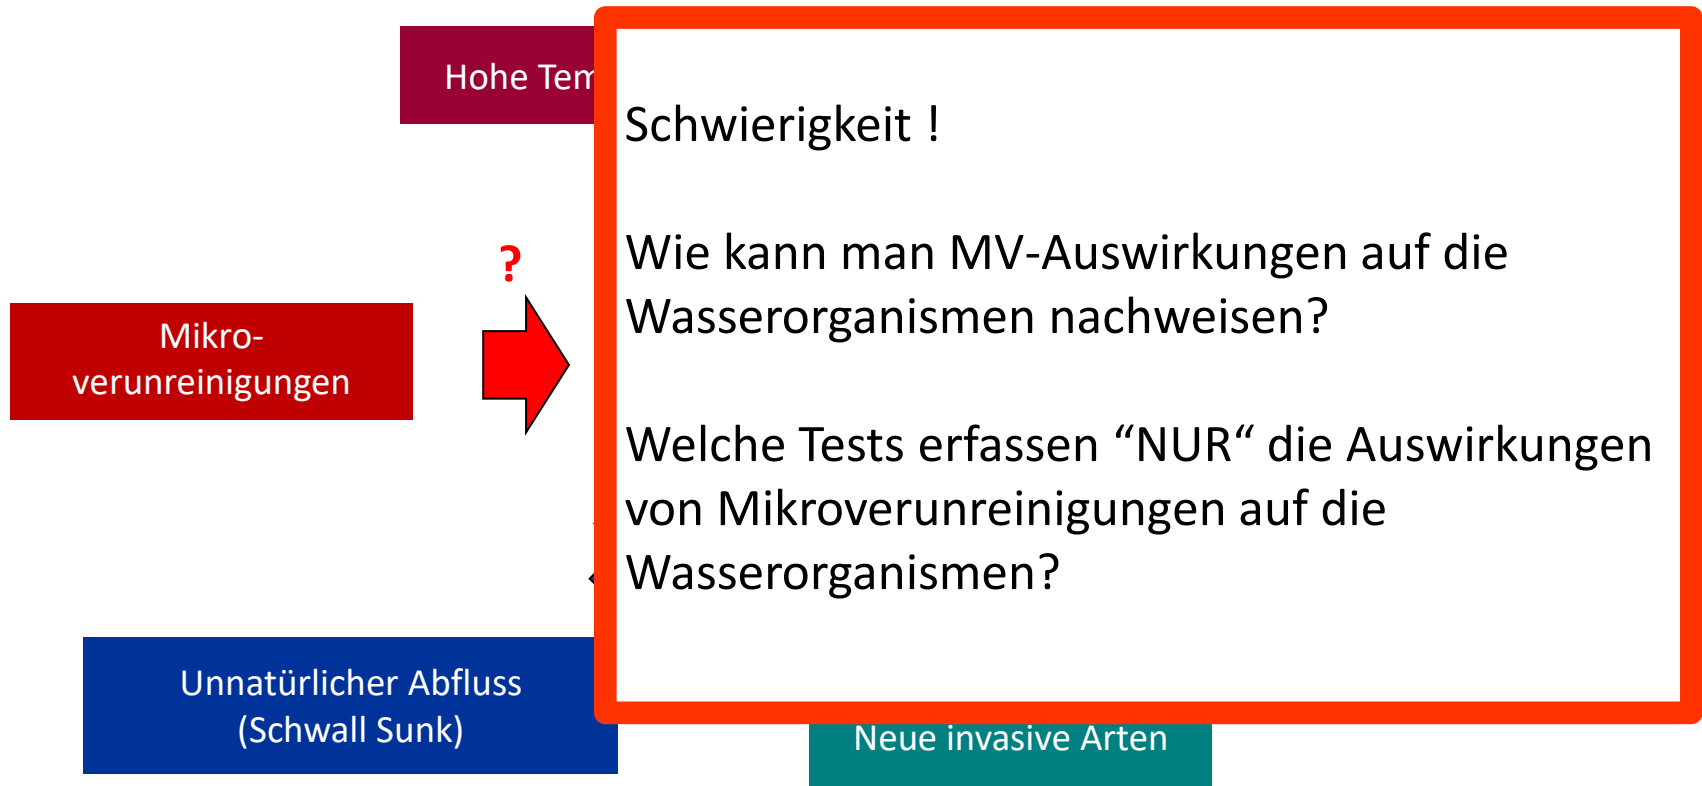 Hohe
Schwierigkeit !
Wie kann man MV-Auswirkungen auf die
Wasserorganismen nachweisen?
Welche Tests erfassen “NUR“ die Auswirkungen
von Mikroverunreinigungen auf die
Wasserorganismen?
?
Mikro-
verunreinigungen
Unnatürlicher Abfluss
(Schwall Sunk)
Neue invasive Arten